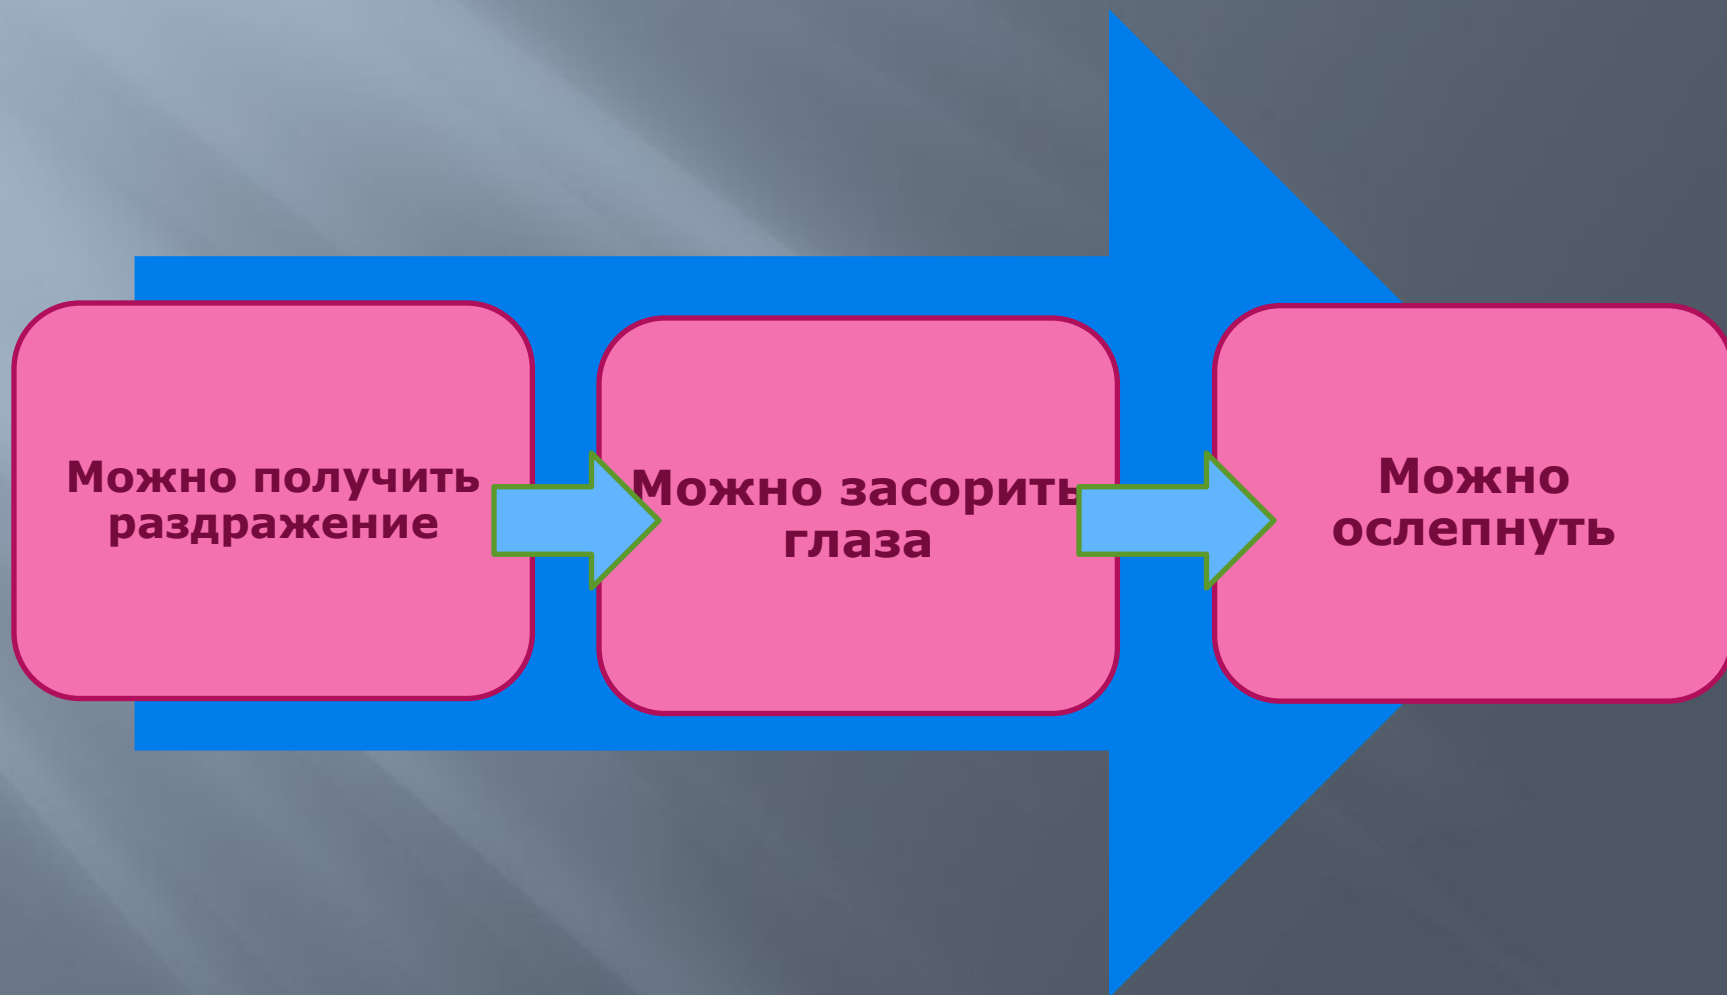 Можно получить
раздражение
Можно засорить
глаза
Можно
ослепнуть